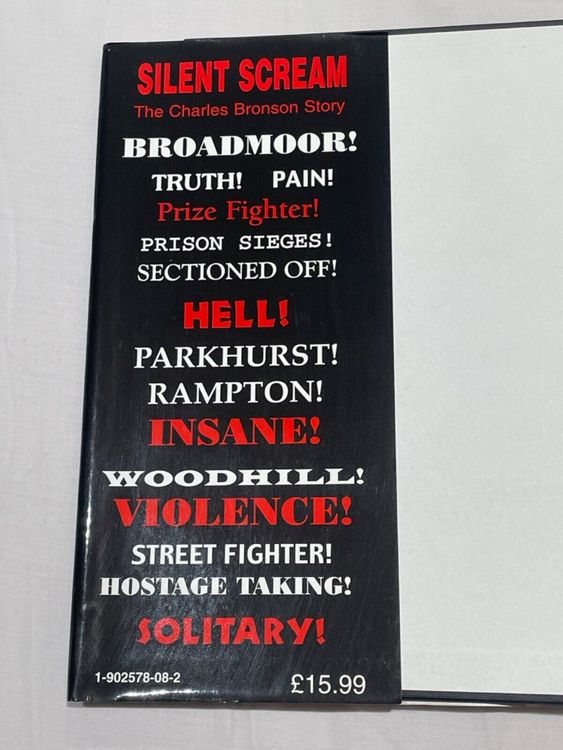 SILENT SCREAM
The Charles Bronson Story
BROADMOOR!
TRUTH! PAIN!
Prize Fighter!
PRISON SIEGES!
SECTIONED OFF!
HELL!
PARKHURST!
RAMPTON!
INSANE!
WOODHILL!
VIOLENCE!
STREET FIGHTER!
HOSTAGE TAKING!
SOLITARY!
1-902578-08-2
£15.99